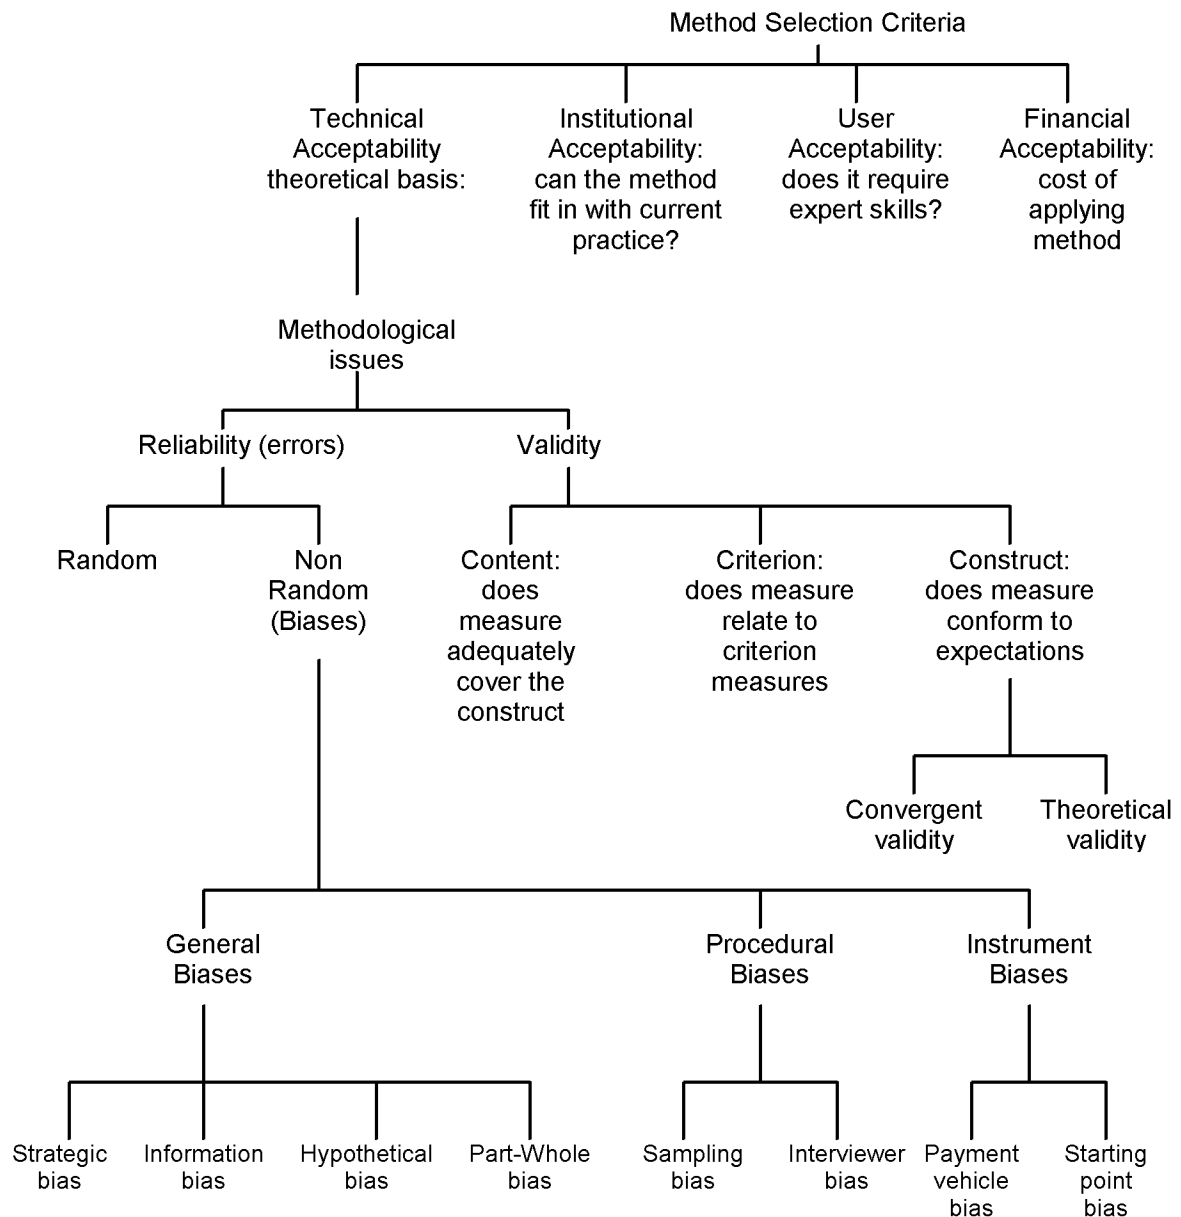 Method Selection Criteria
Technical
Acceptability
theoretical basis:
Institutional
Acceptability:
can the method
fit in with current
practice?
User
Acceptability:
does it require
expert skills?
Financial
Acceptability:
cost of
applying
method
Methodological
issues
Reliability (errors)
Validity
Random
Non
Random
(Biases)
Content:
does
measure
adequately
cover the
construct
Criterion:
does measure
relate to
criterion
measures
Construct:
does measure
conform to
expectations
Convergent
validity
Theoretical
validity
General
Biases
Procedural
Biases
Instrument
Biases
Strategic
bias
Information
bias
Hypothetical
bias
Part-Whole
bias
Sampling
bias
Interviewer
bias
Payment
vehicle
bias
Starting
point
bias